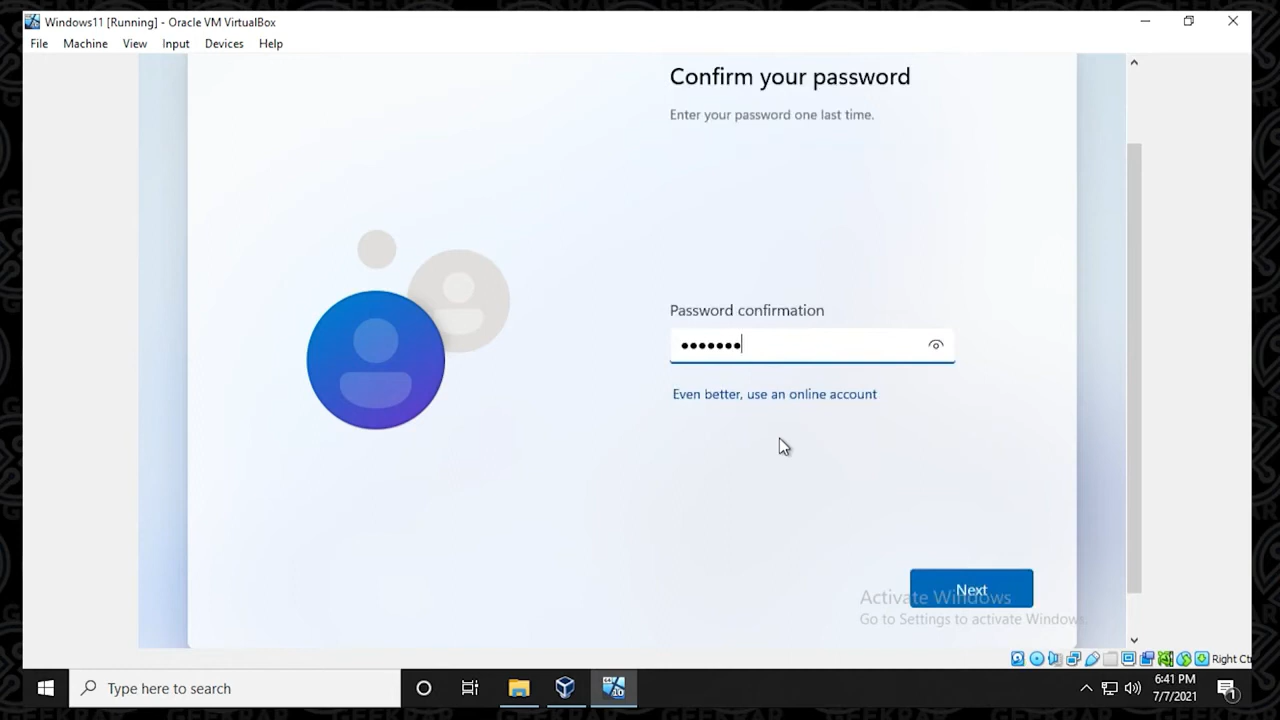 Windows11 [Running] - Oracle VM VirtualBox
File Machine View Input Devices Help
Confirm your password
Enter your password one last time.
Password confirmation
•••••••
Even better, use an online account
Next
Activate Windows
Go to Settings to activate Windows.
Right Ct
Type here to search
6:41 PM
7/7/2021
1